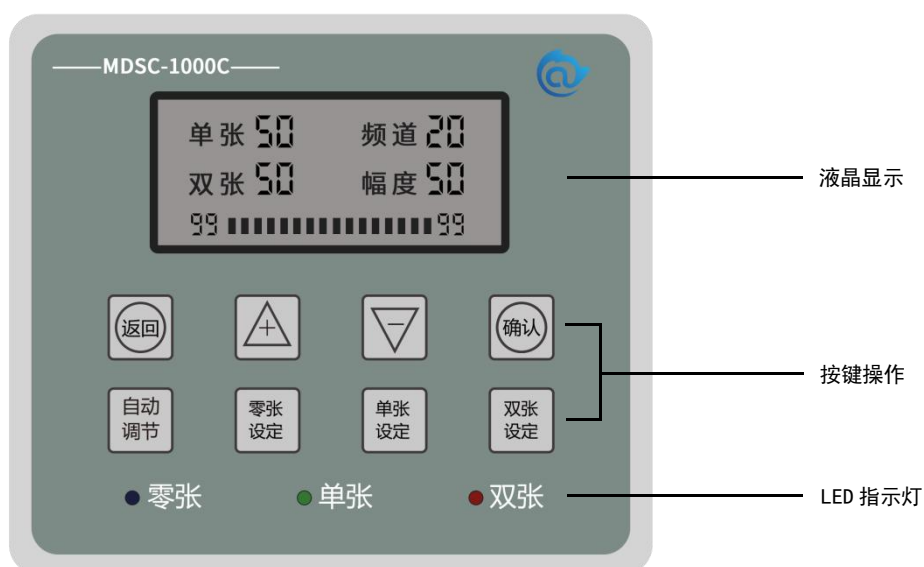 MDSC-1000C
单张 50 频道 20
双张 50 幅度 50
99 99
液晶显示
返回 + − 确认
按键操作
自动调节 零张设定 单张设定 双张设定
零张 单张 双张
LED 指示灯